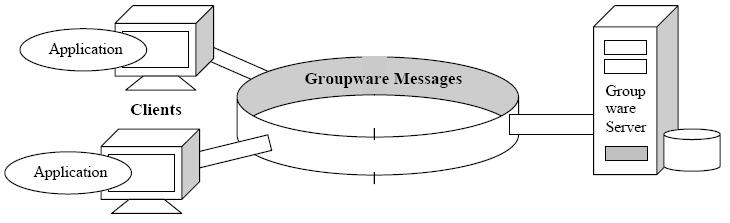 Application
Groupware Messages
Clients
Group
ware
Server
Application